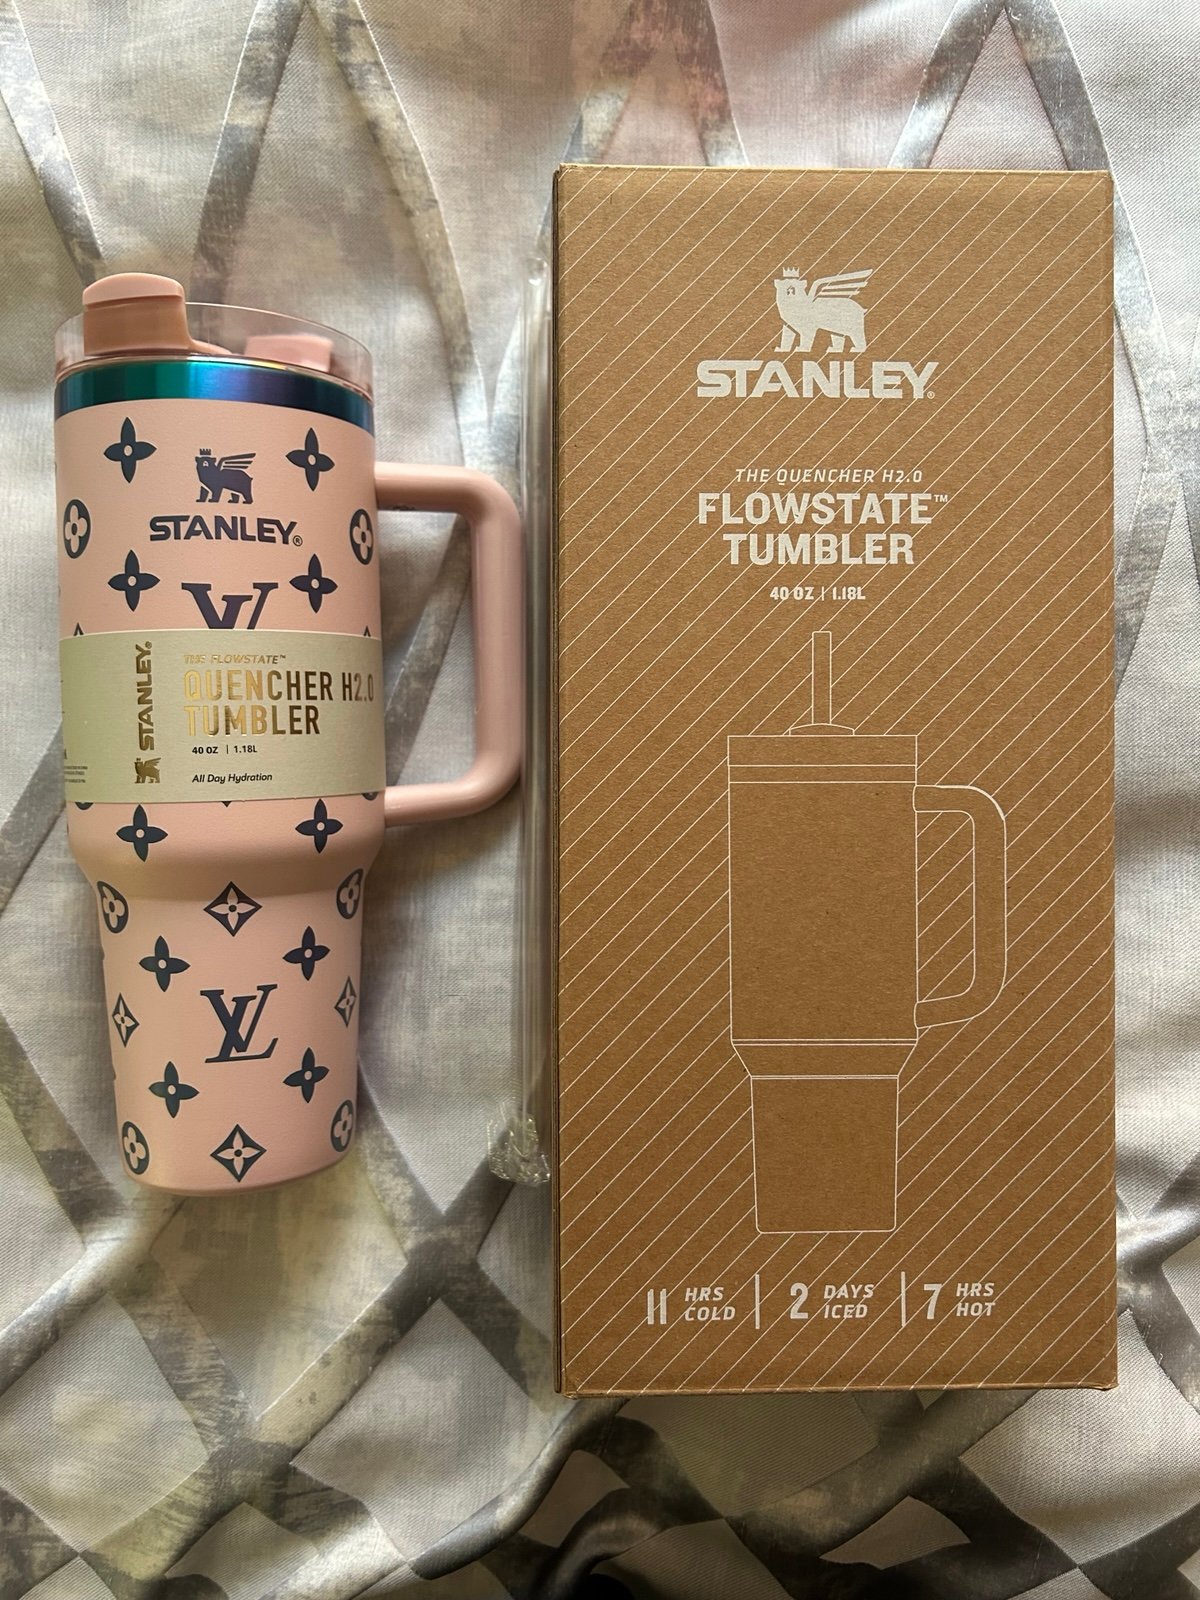 STANLEY®
LV
THE FLOWSTATE™
QUENCHER H2.0
TUMBLER
40 OZ | 1.18L
All Day Hydration
STANLEY®
LV
STANLEY®
THE QUENCHER H2.0
FLOWSTATE™
TUMBLER
40 OZ | 1.18L
11 HRS COLD | 2 DAYS ICED | 7 HRS HOT